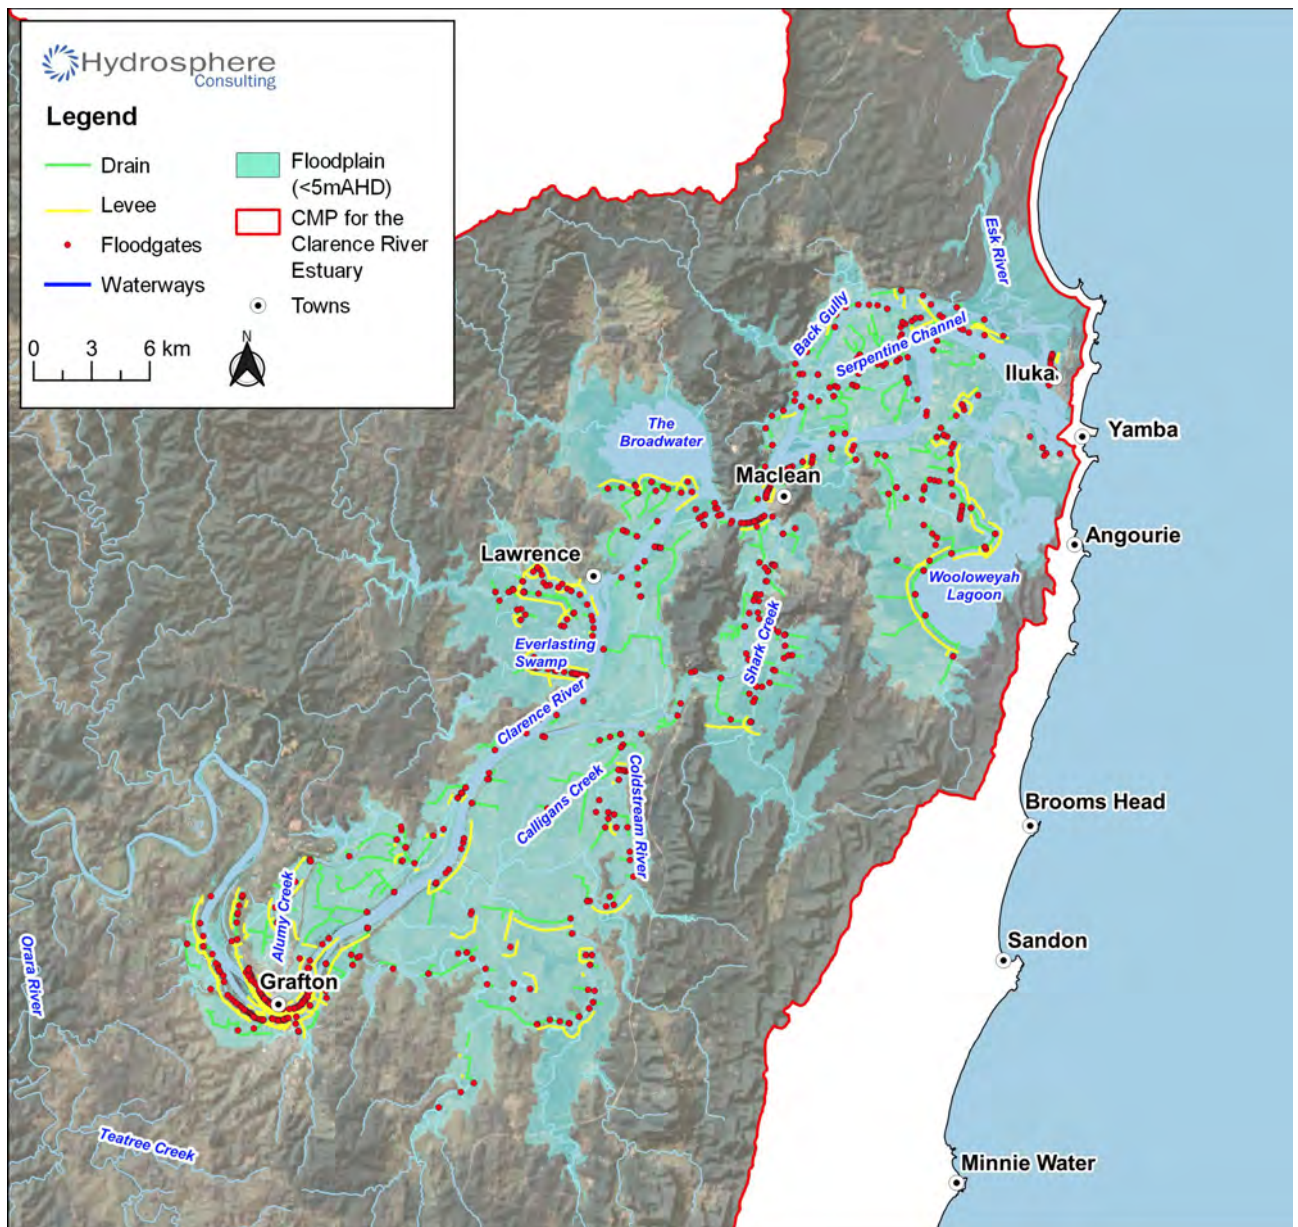 Hydrosphere
Consulting
Legend
Drain
Levee
Floodgates
Waterways
Floodplain
(<5mAHD)
CMP for the
Clarence River
Estuary
Towns
0 3 6 km
N
Esk River
Back Gully
Serpentine Channel
Iluka
The
Broadwater
Yamba
Maclean
Angourie
Lawrence
Wooloweyah
Lagoon
Everlasting
Swamp
Shark Creek
Clarence River
Coldstream River
Calligans Creek
Brooms Head
Alumy Creek
Orara River
Sandon
Grafton
Teatree Creek
Minnie Water